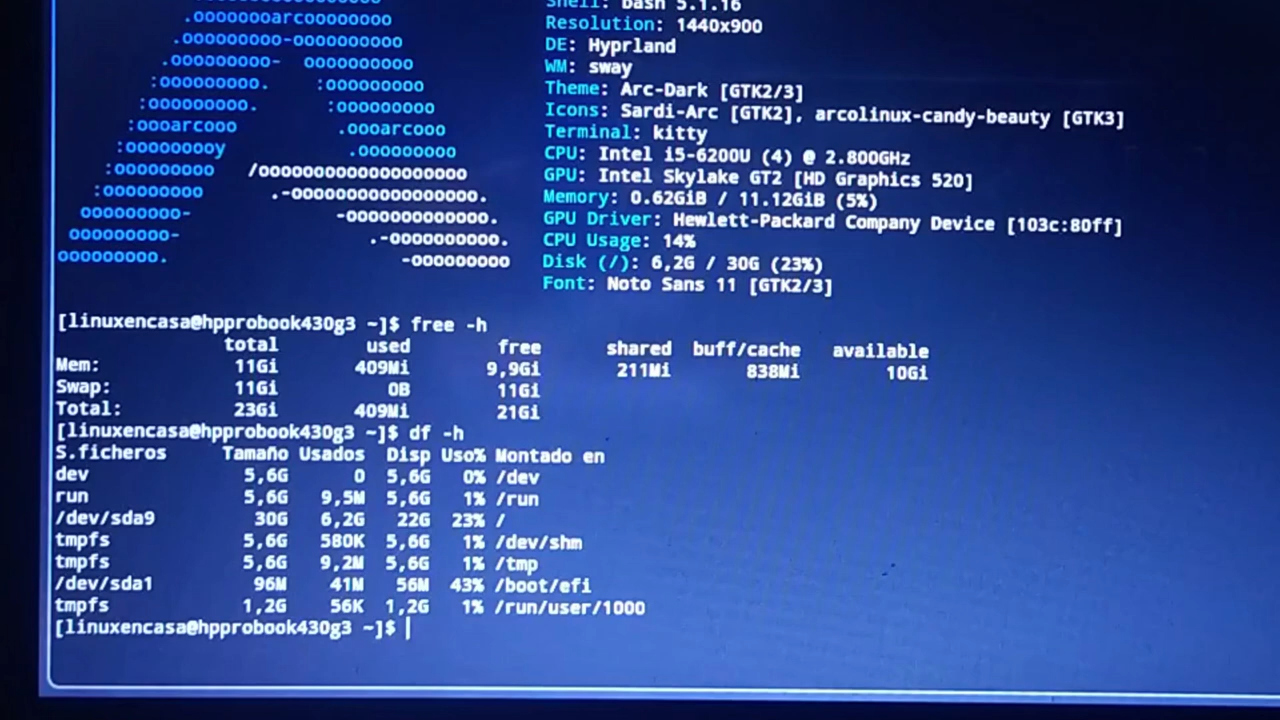 Shell: bash 5.1.16
.ooooooooarcoooooooo
Resolution: 1440x900
.ooooooooo-oooooooooo
DE: Hyprland
.ooooooooo-  oooooooooo
WM: sway
:ooooooooo.    :ooooooooo
Theme: Arc-Dark [GTK2/3]
:ooooooooo.      :ooooooooo
Icons: Sardi-Arc [GTK2], arcolinux-candy-beauty [GTK3]
:oooarcooo        .oooarcooo
Terminal: kitty
:ooooooooy         .ooooooooo
CPU: Intel i5-6200U (4) @ 2.800GHz
:ooooooooo   /oooooooooooooooooooo
GPU: Intel Skylake GT2 [HD Graphics 520]
:ooooooooo      .-ooooooooooooooooo.
Memory: 0.62GiB / 11.12GiB (5%)
ooooooooo-             -ooooooooooooo.
GPU Driver: Hewlett-Packard Company Device [103c:80ff]
ooooooooo-                 .-oooooooooo.
CPU Usage: 14%
ooooooooo.                     -ooooooooo
Disk (/): 6,2G / 30G (23%)
Font: Noto Sans 11 [GTK2/3]
[linuxencasa@hpprobook430g3 ~]$ free -h
total used free shared buff/cache available
Mem: 11Gi 409Mi 9,9Gi 211Mi 838Mi 10Gi
Swap: 11Gi 0B 11Gi
Total: 23Gi 409Mi 21Gi
[linuxencasa@hpprobook430g3 ~]$ df -h
S.ficheros Tamaño Usados Disp Uso% Montado en
dev 5,6G 0 5,6G 0% /dev
run 5,6G 9,5M 5,6G 1% /run
/dev/sda9 30G 6,2G 22G 23% /
tmpfs 5,6G 580K 5,6G 1% /dev/shm
tmpfs 5,6G 9,2M 5,6G 1% /tmp
/dev/sda1 96M 41M 56M 43% /boot/efi
tmpfs 1,2G 56K 1,2G 1% /run/user/1000
[linuxencasa@hpprobook430g3 ~]$